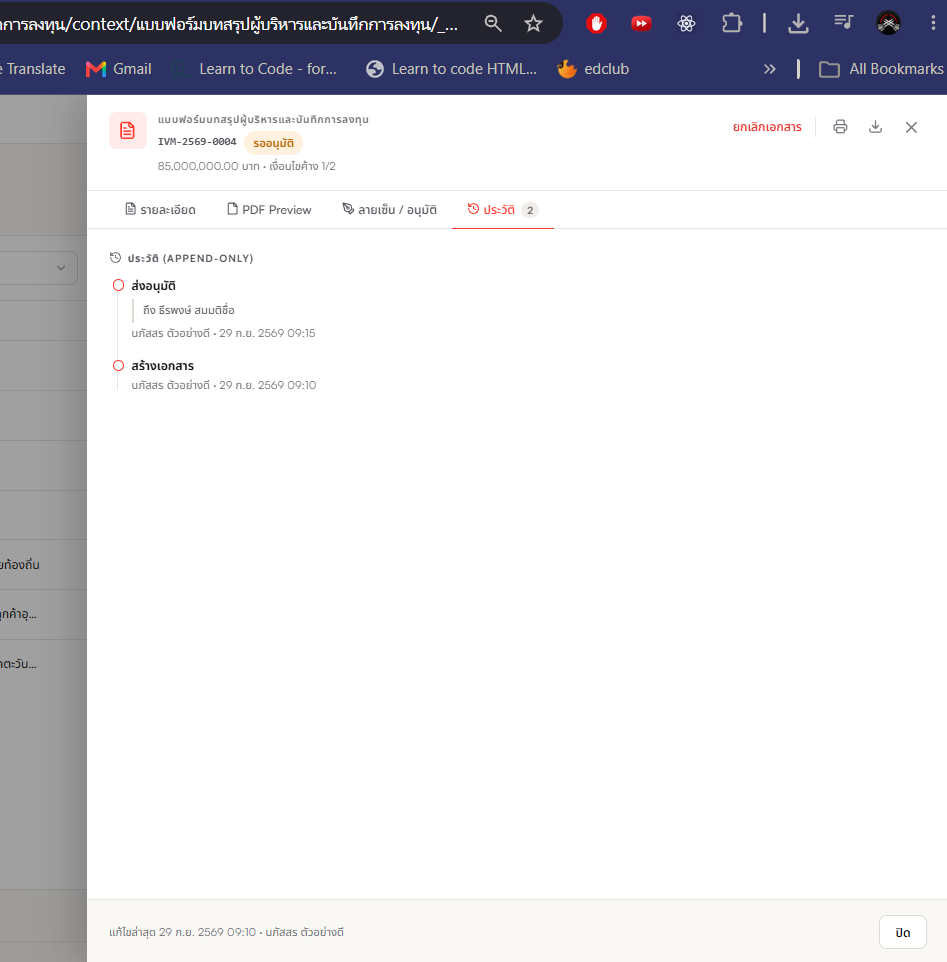 กการลงทุน/context/แบบฟอร์มบทสรุปผู้บริหารและบันทึกการลงทุน/_...
Translate
Gmail
Learn to Code - for...
Learn to code HTML...
edclub
All Bookmarks
แบบฟอร์มบทสรุปผู้บริหารและบันทึกการลงทุน
IVM-2569-0004 รออนุมัติ
85,000,000.00 บาท • เงื่อนไขค้าง 1/2
ยกเลิกเอกสาร
รายละเอียด
PDF Preview
ลายเซ็น / อนุมัติ
ประวัติ 2
ประวัติ (APPEND-ONLY)
ส่งอนุมัติ
ถึง ธีรพงษ์ สมมติชื่อ
นภัสสร ตัวอย่างดี • 29 ก.ย. 2569 09:15
สร้างเอกสาร
นภัสสร ตัวอย่างดี • 29 ก.ย. 2569 09:10
ยท้องถิ่น
ลูกค้าอุ...
าตะวัน...
แก้ไขล่าสุด 29 ก.ย. 2569 09:10 • นภัสสร ตัวอย่างดี
ปิด